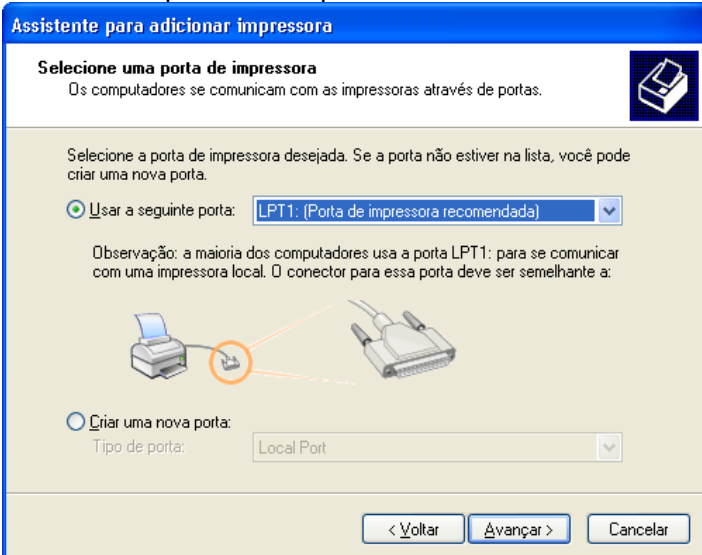 Assistente para adicionar impressora
Selecione uma porta de impressora
Os computadores se comunicam com as impressoras através de portas.
Selecione a porta de impressora desejada. Se a porta não estiver na lista, você pode
criar uma nova porta.
Usar a seguinte porta: LPT1: (Porta de impressora recomendada)
Observação: a maioria dos computadores usa a porta LPT1: para se comunicar
com uma impressora local. O conector para essa porta deve ser semelhante a:
Criar uma nova porta:
Tipo de porta: Local Port
< Voltar Avançar > Cancelar